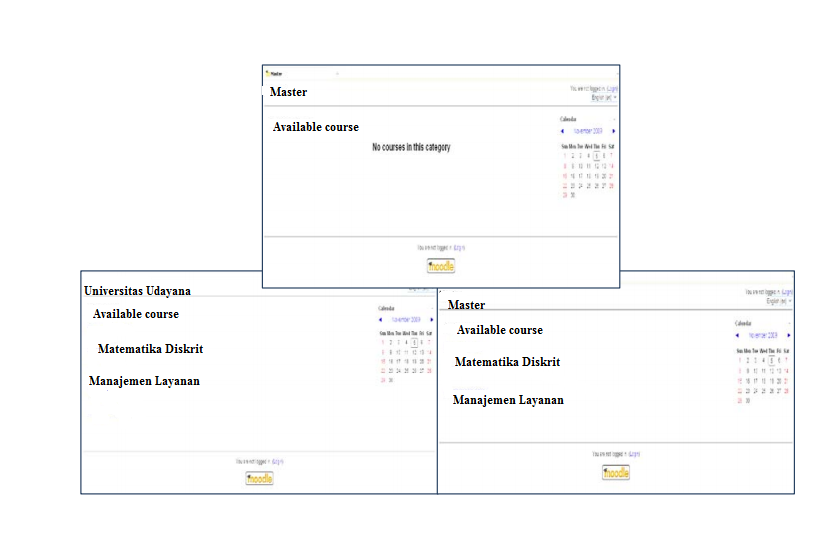 Master
Master
You are not logged in. (Login)
English (en)
Available course
No courses in this category
Calendar
November 2009
Sun Mon Tue Wed Thu Fri Sat
1 2 3 4 5 6 7
8 9 10 11 12 13 14
15 16 17 18 19 20 21
22 23 24 25 26 27 28
29 30
You are not logged in. (Login)
moodle
Universitas Udayana
Available course
Calendar
November 2009
Sun Mon Tue Wed Thu Fri Sat
1 2 3 4 5 6 7
8 9 10 11 12 13 14
15 16 17 18 19 20 21
22 23 24 25 26 27 28
29 30
Matematika Diskrit
Manajemen Layanan
You are not logged in. (Login)
moodle
You are not logged in. (Login)
English (en)
Master
Available course
Calendar
November 2009
Sun Mon Tue Wed Thu Fri Sat
1 2 3 4 5 6 7
8 9 10 11 12 13 14
15 16 17 18 19 20 21
22 23 24 25 26 27 28
29 30
Matematika Diskrit
Manajemen Layanan
You are not logged in. (Login)
moodle